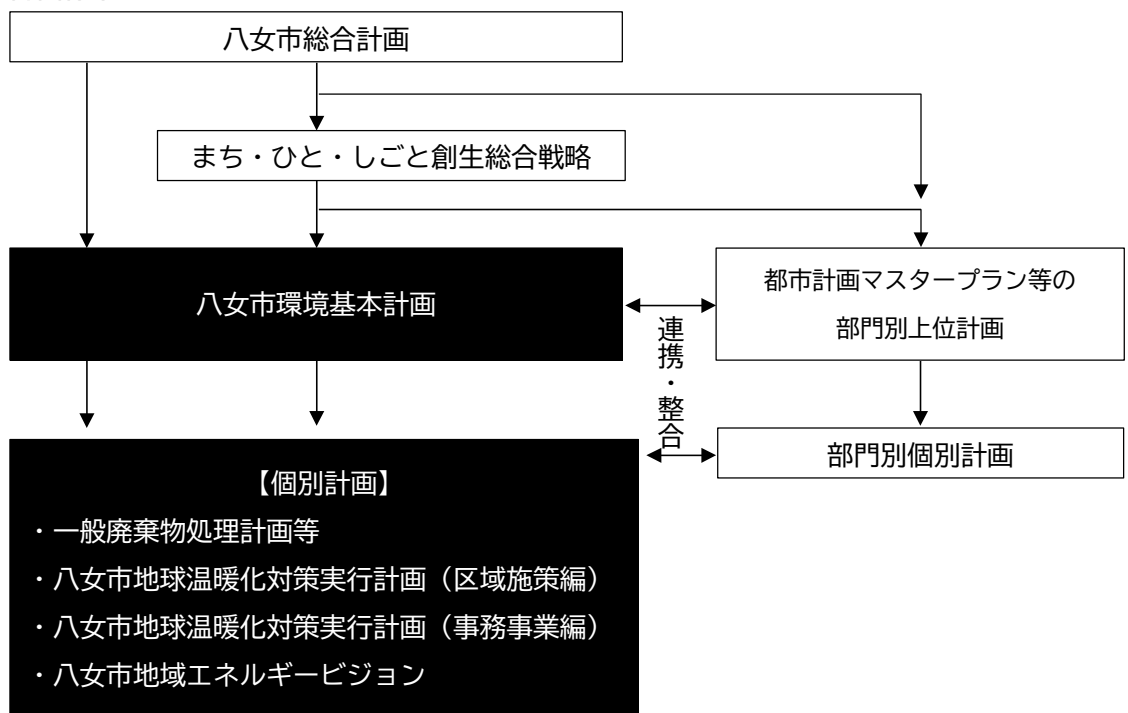 八女市総合計画
まち・ひと・しごと創生総合戦略
八女市環境基本計画
都市計画マスタープラン等の
部門別上位計画
連携・整合
【個別計画】
・一般廃棄物処理計画等
・八女市地球温暖化対策実行計画（区域施策編）
・八女市地球温暖化対策実行計画（事務事業編）
・八女市地域エネルギービジョン
部門別個別計画